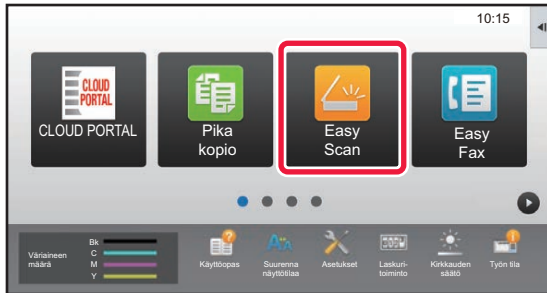 10:15
CLOUD
PORTAL
CLOUD PORTAL
Pika
kopio
Easy
Scan
Easy
Fax
Väriaineen
määrä
Bk
C
M
Y
Käyttöopas
Suurenna
näyttötilaa
Asetukset
Laskuri-
toiminto
Kirkkauden
säätö
Työn tila